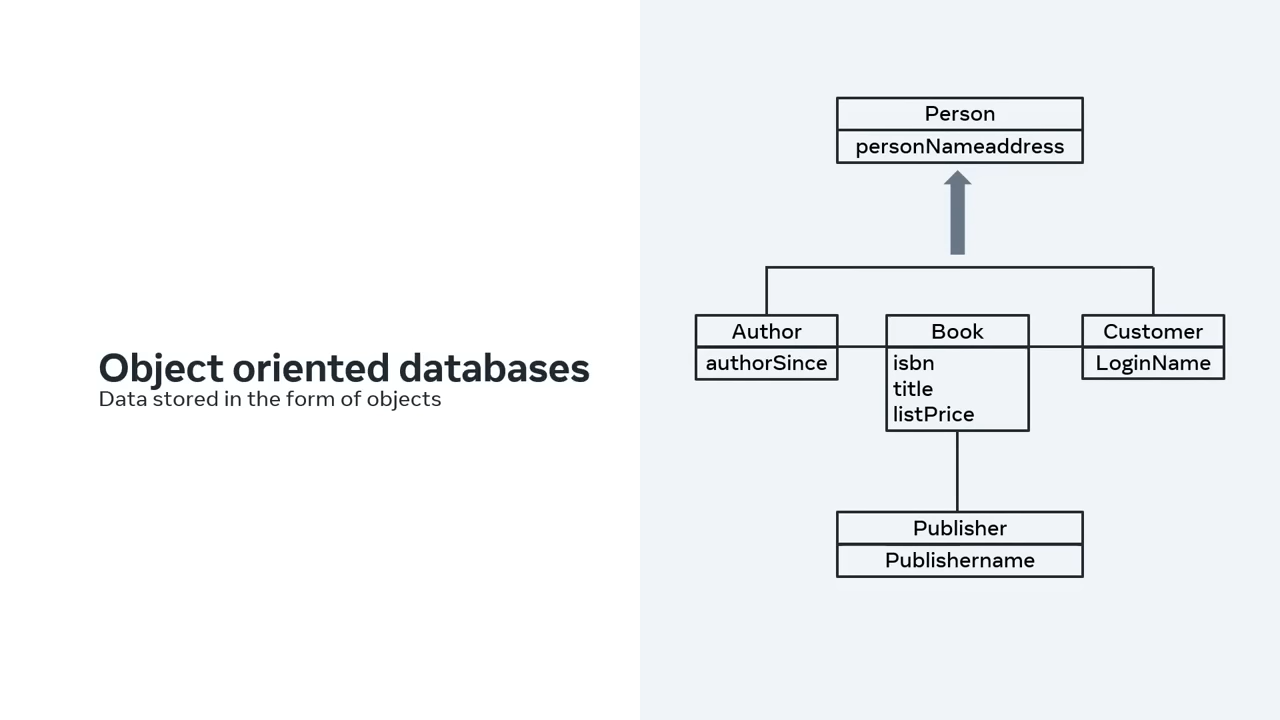 Object oriented databases
Data stored in the form of objects
Person
personNameaddress
Author
authorSince
Book
isbn
title
listPrice
Customer
LoginName
Publisher
Publishername